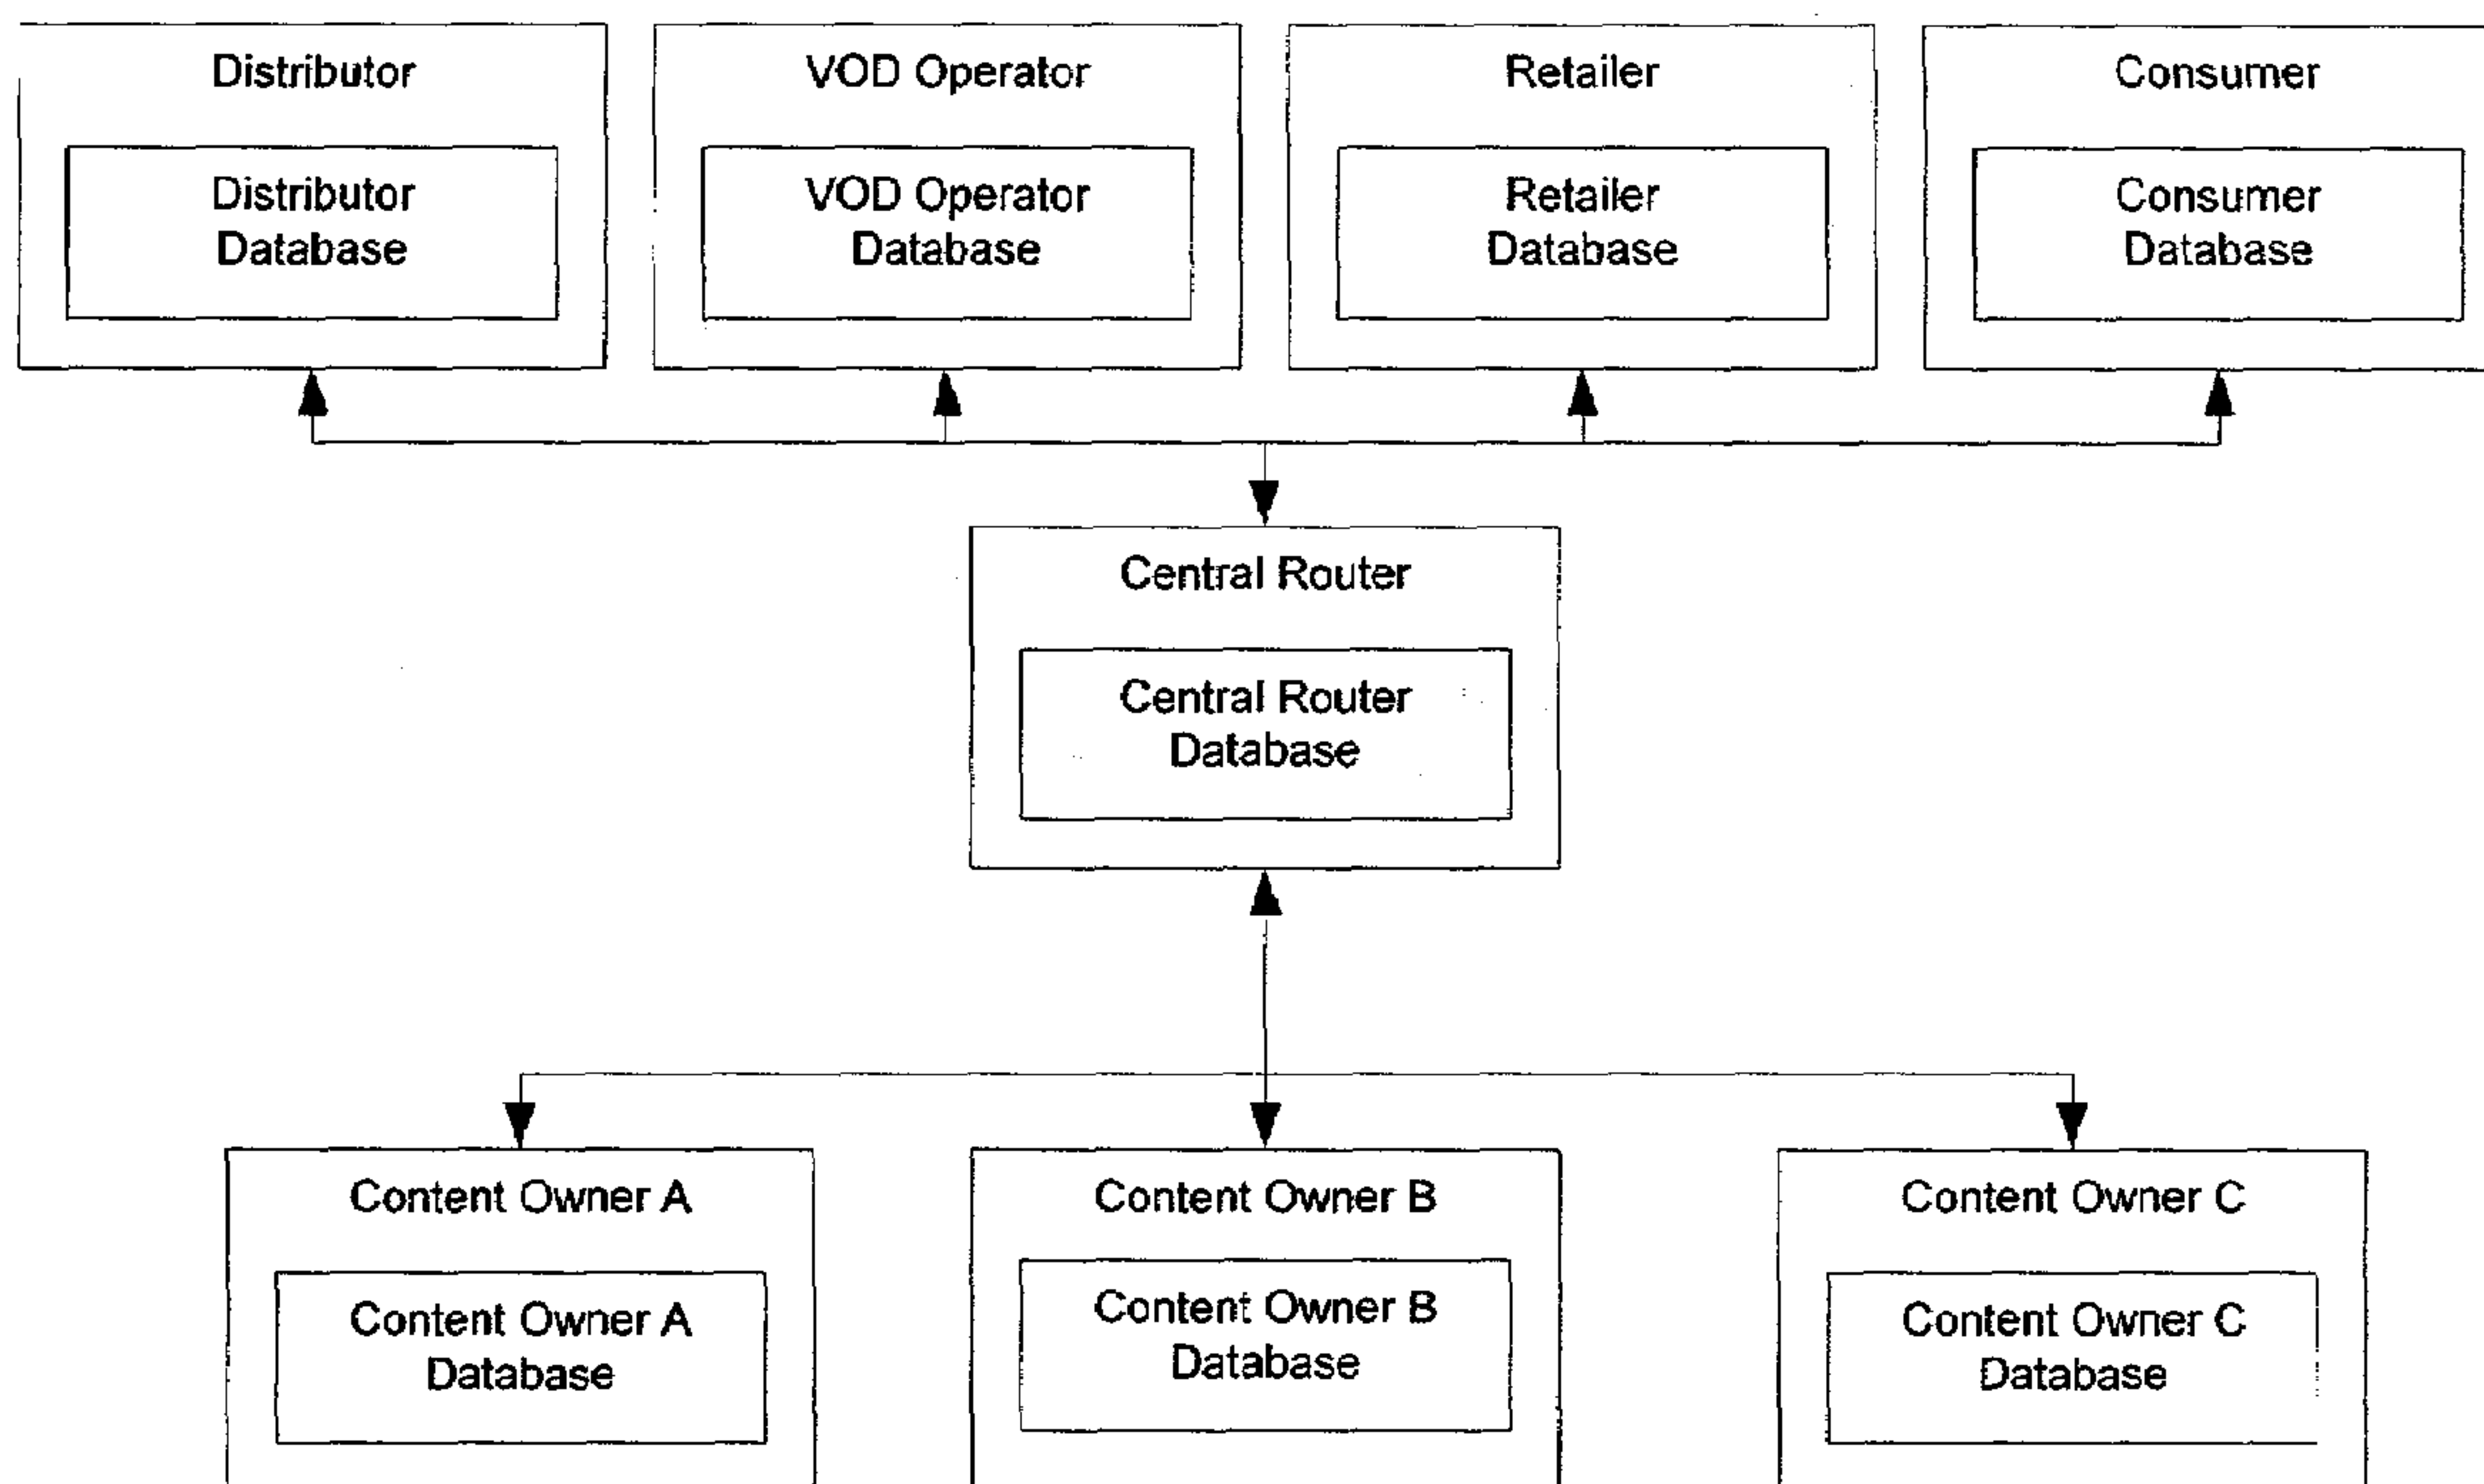 Distributor
Distributor
Database
VOD Operator
VOD Operator
Database
Retailer
Retailer
Database
Consumer
Consumer
Database
Central Router
Central Router
Database
Content Owner A
Content Owner A
Database
Content Owner B
Content Owner B
Database
Content Owner C
Content Owner C
Database